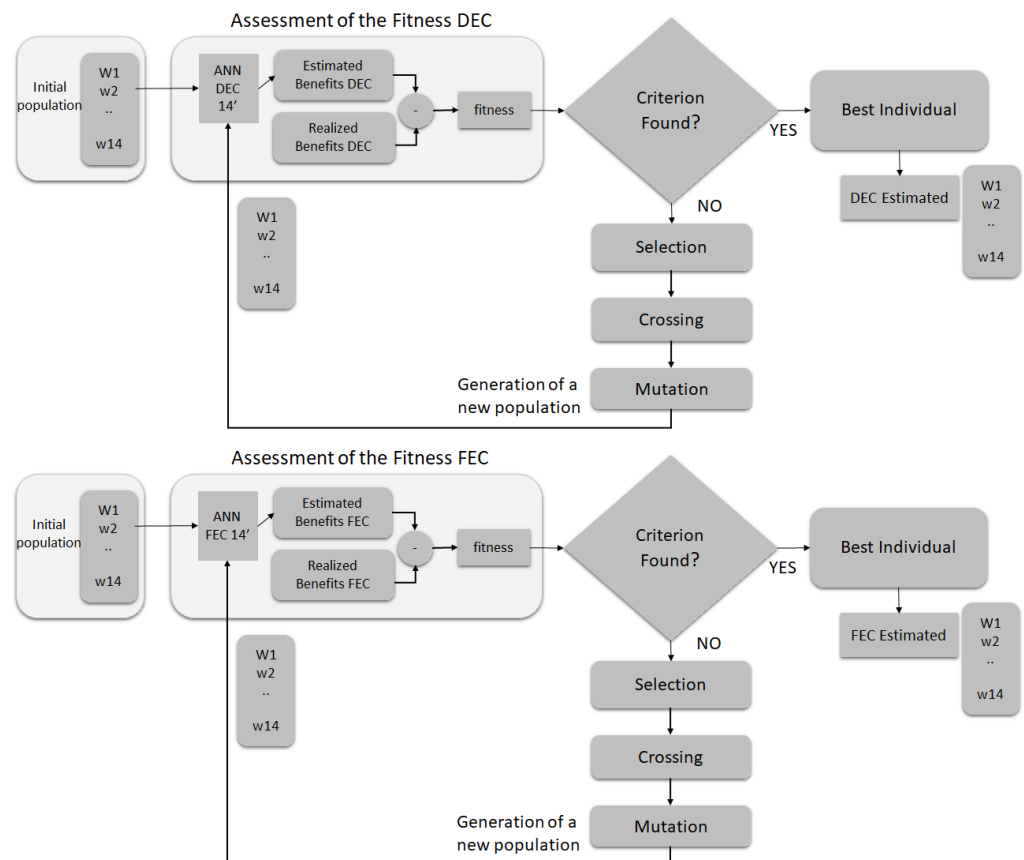 Assessment of the Fitness DEC
Initial
population
W1
w2
..
w14
ANN
DEC
14’
Estimated
Benefits DEC
Realized
Benefits DEC
-
fitness
Criterion
Found?
YES
Best Individual
DEC Estimated
W1
w2
..
w14
NO
Selection
Crossing
Mutation
Generation of a
new population
W1
w2
..
w14
Assessment of the Fitness FEC
Initial
population
W1
w2
..
w14
ANN
FEC 14’
Estimated
Benefits FEC
Realized
Benefits FEC
-
fitness
Criterion
Found?
YES
Best Individual
FEC Estimated
W1
w2
..
w14
NO
Selection
Crossing
Mutation
Generation of a
new population
W1
w2
..
w14